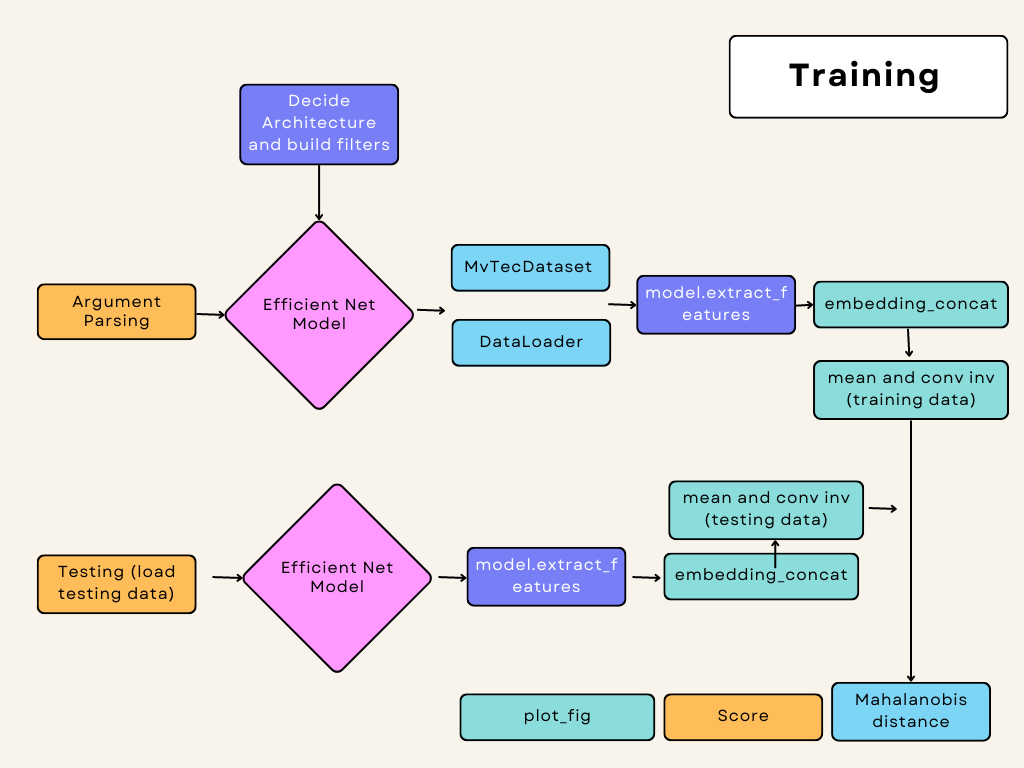 Training
Decide
Architecture
and build filters
Argument
Parsing
Efficient Net
Model
MvTecDataset
DataLoader
model.extract_f
eatures
embedding_concat
mean and conv inv
(training data)
Testing (load
testing data)
Efficient Net
Model
model.extract_f
eatures
embedding_concat
mean and conv inv
(testing data)
plot_fig
Score
Mahalanobis
distance